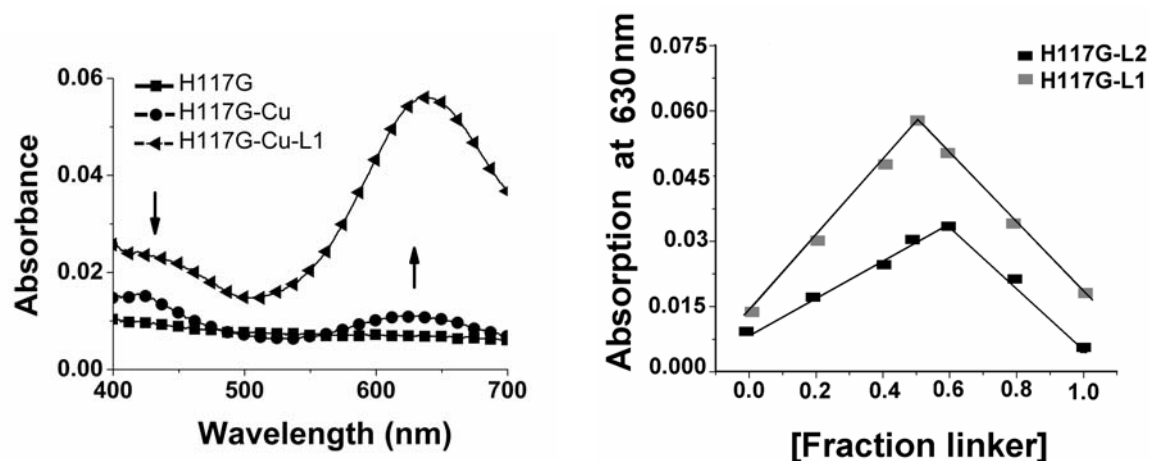 Absorbance
0.06
0.04
0.02
0.00
H117G
H117G-Cu
H117G-Cu-L1
400 500 600 700
Wavelength (nm)
Absorption at 630nm
0.075
0.060
0.045
0.030
0.015
0.000
H117G-L2
H117G-L1
0.0 0.2 0.4 0.6 0.8 1.0
[Fraction linker]